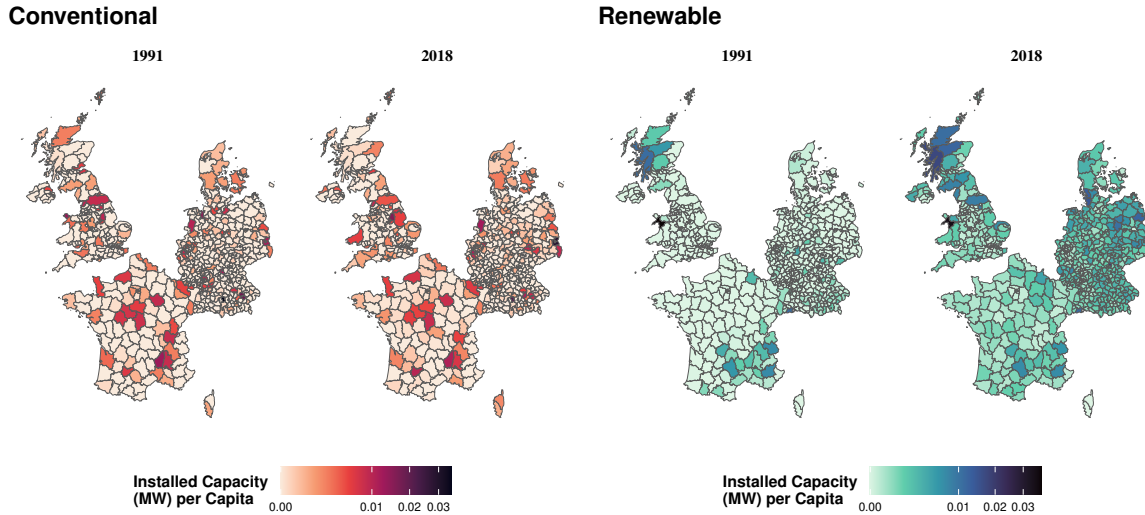 Conventional
Renewable
1991
2018
1991
2018
Installed Capacity
(MW) per Capita
0.00
0.01
0.02
0.03
Installed Capacity
(MW) per Capita
0.00
0.01
0.02
0.03